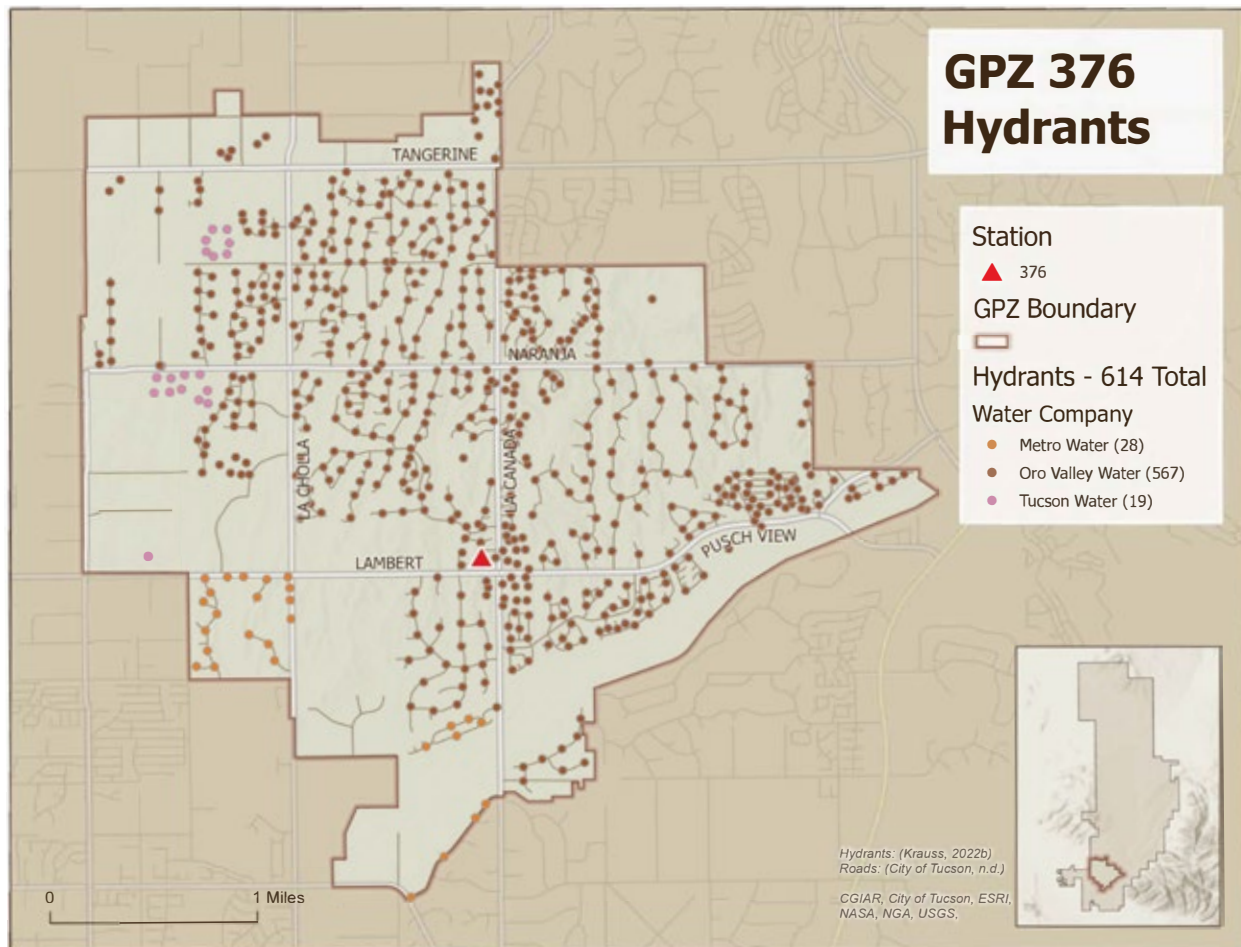 GPZ 376
Hydrants
TANGERINE
Station
376
GPZ Boundary
NARANJA
Hydrants - 614 Total
Water Company
Metro Water (28)
Oro Valley Water (567)
Tucson Water (19)
LA CHOLLA
LA CANADA
LAMBERT
PUSCH VIEW
Hydrants: (Krauss, 2022b)
Roads: (City of Tucson, n.d.)
CGIAR, City of Tucson, ESRI,
NASA, NGA, USGS,
0 1 Miles